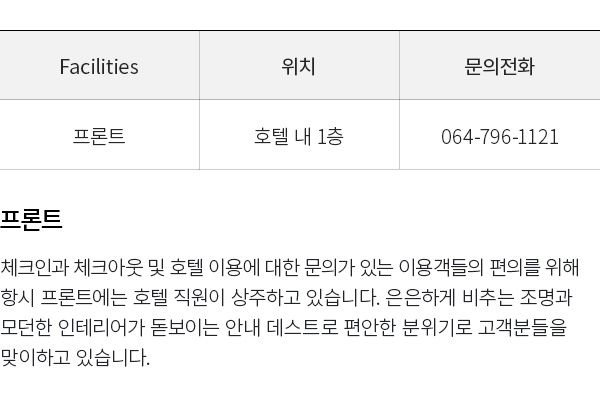 Facilities 위치 문의전화
프론트 호텔 내 1층 064-796-1121
프론트
체크인과 체크아웃 및 호텔 이용에 대한 문의가 있는 이용객들의 편의를 위해
항시 프론트에는 호텔 직원이 상주하고 있습니다. 은은하게 비추는 조명과
모던한 인테리어가 돋보이는 안내 데스트로 편안한 분위기로 고객분들을
맞이하고 있습니다.